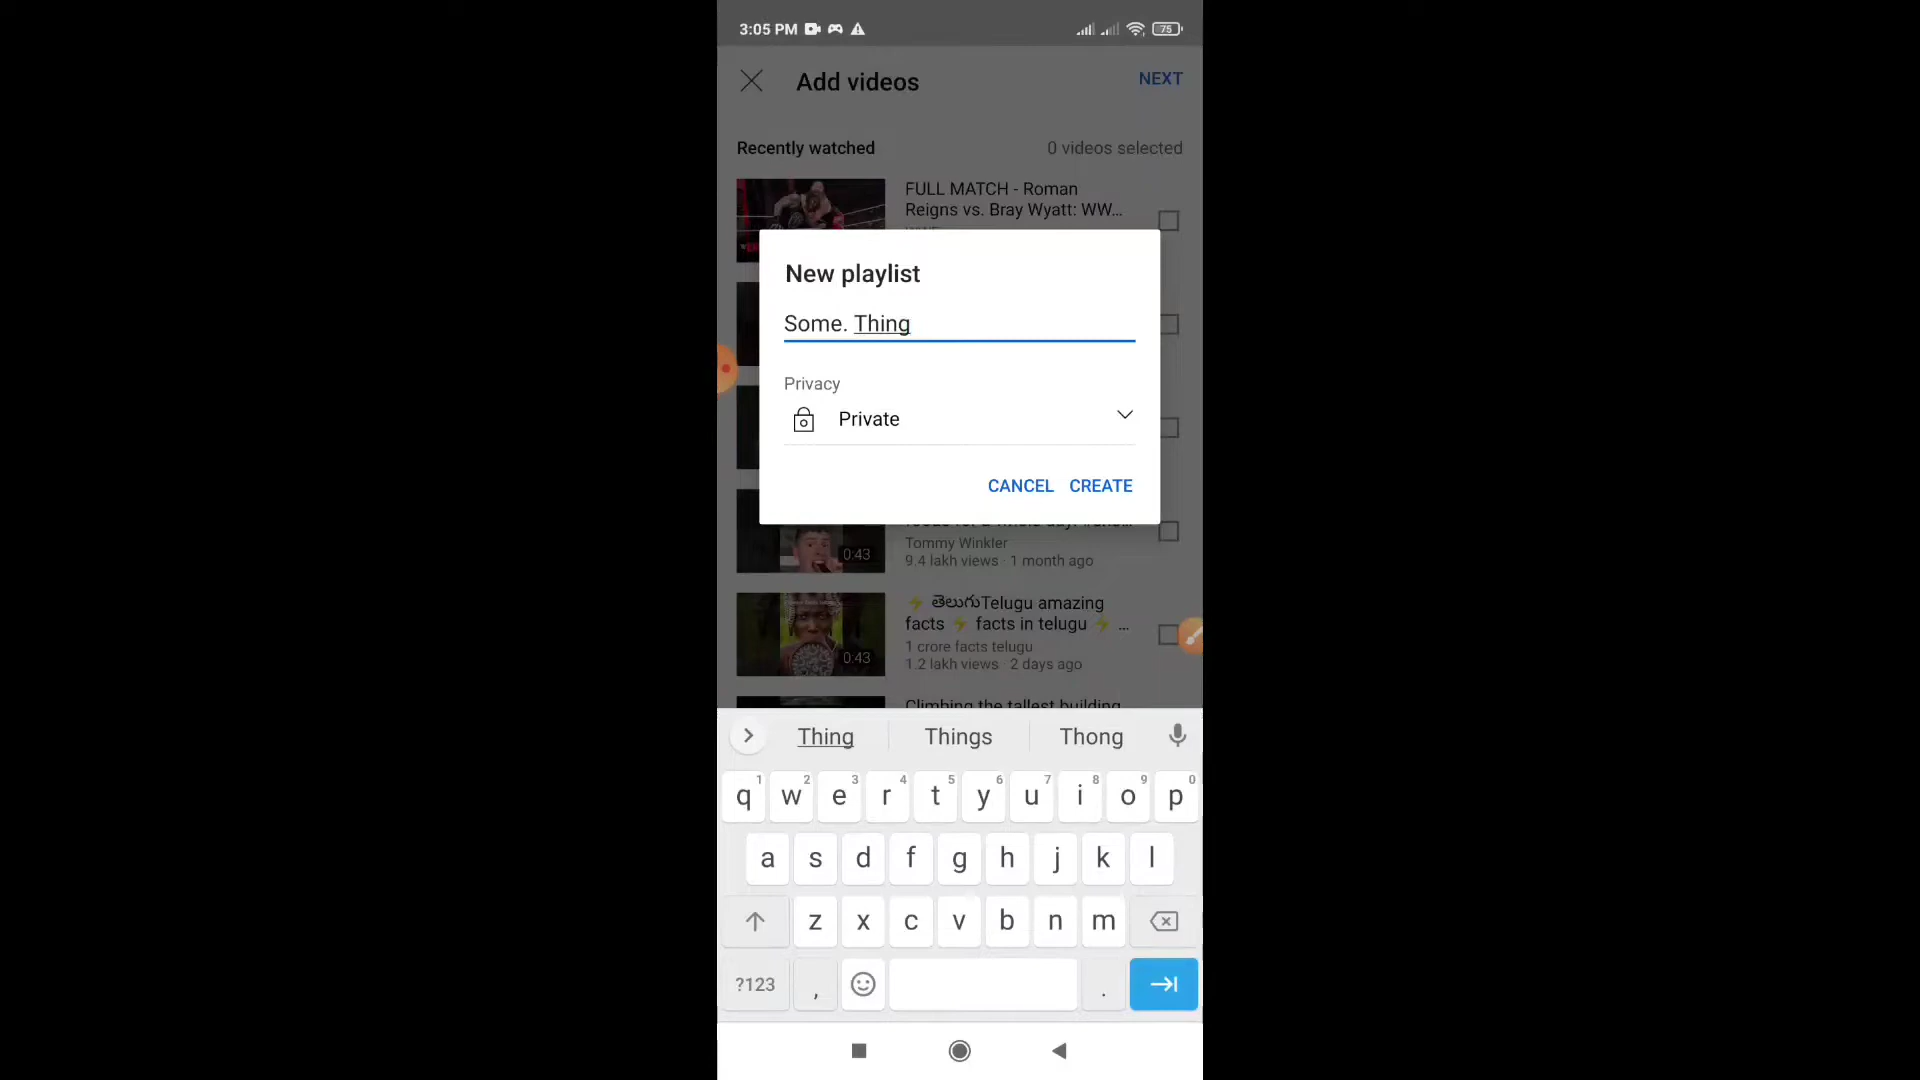 3:05 PM
75
Add videos
NEXT
Recently watched
0 videos selected
FULL MATCH - Roman
Reigns vs. Bray Wyatt: WW...
New playlist
Some. Thing
Privacy
Private
CANCEL CREATE
Tommy Winkler
9.4 lakh views · 1 month ago
0:43
⚡ తెలుగుTelugu amazing
facts ⚡ facts in telugu ⚡ ...
1 crore facts telugu
1.2 lakh views · 2 days ago
0:43
Climbing the tallest building
Thing Things Thong
q 1 w 2 e 3 r 4 t 5 y 6 u 7 i 8 o 9 p 0
a s d f g h j k l
z x c v b n m
?123 , .